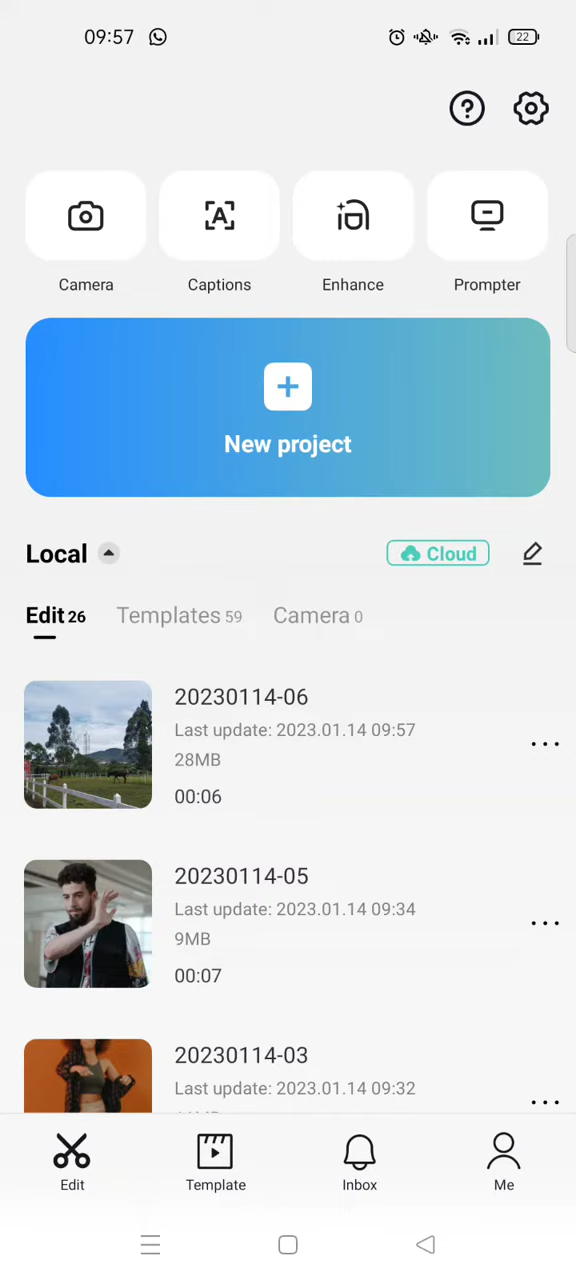 09:57 22
Camera Captions Enhance Prompter
New project
Local Cloud
Edit 26 Templates 59 Camera 0
20230114-06
Last update: 2023.01.14 09:57
28MB
00:06
20230114-05
Last update: 2023.01.14 09:34
9MB
00:07
20230114-03
Last update: 2023.01.14 09:32
Edit Template Inbox Me